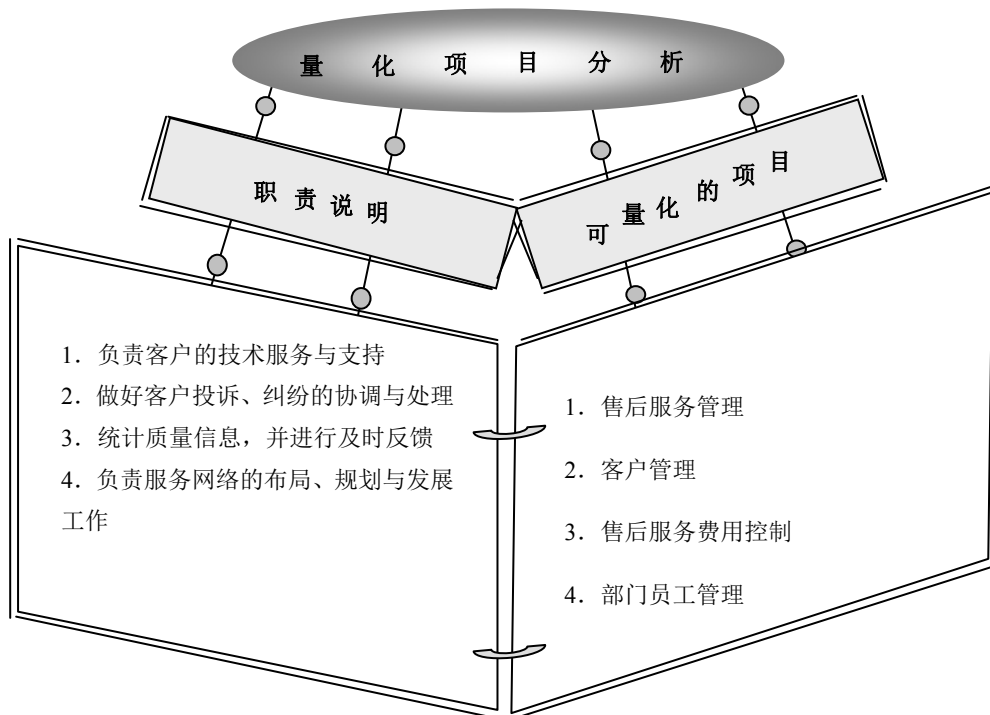 量化项目分析
职责说明
可量化的项目
1．负责客户的技术服务与支持
2．做好客户投诉、纠纷的协调与处理
3．统计质量信息，并进行及时反馈
4．负责服务网络的布局、规划与发展
工作
1．售后服务管理
2．客户管理
3．售后服务费用控制
4．部门员工管理